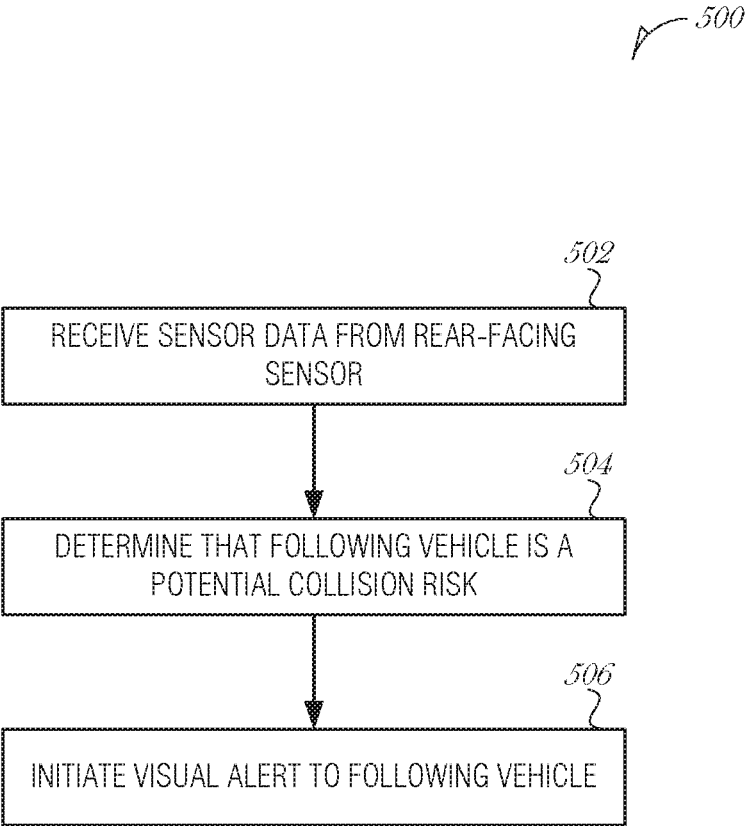 500
502
RECEIVE SENSOR DATA FROM REAR-FACING
SENSOR
504
DETERMINE THAT FOLLOWING VEHICLE IS A
POTENTIAL COLLISION RISK
506
INITIATE VISUAL ALERT TO FOLLOWING VEHICLE